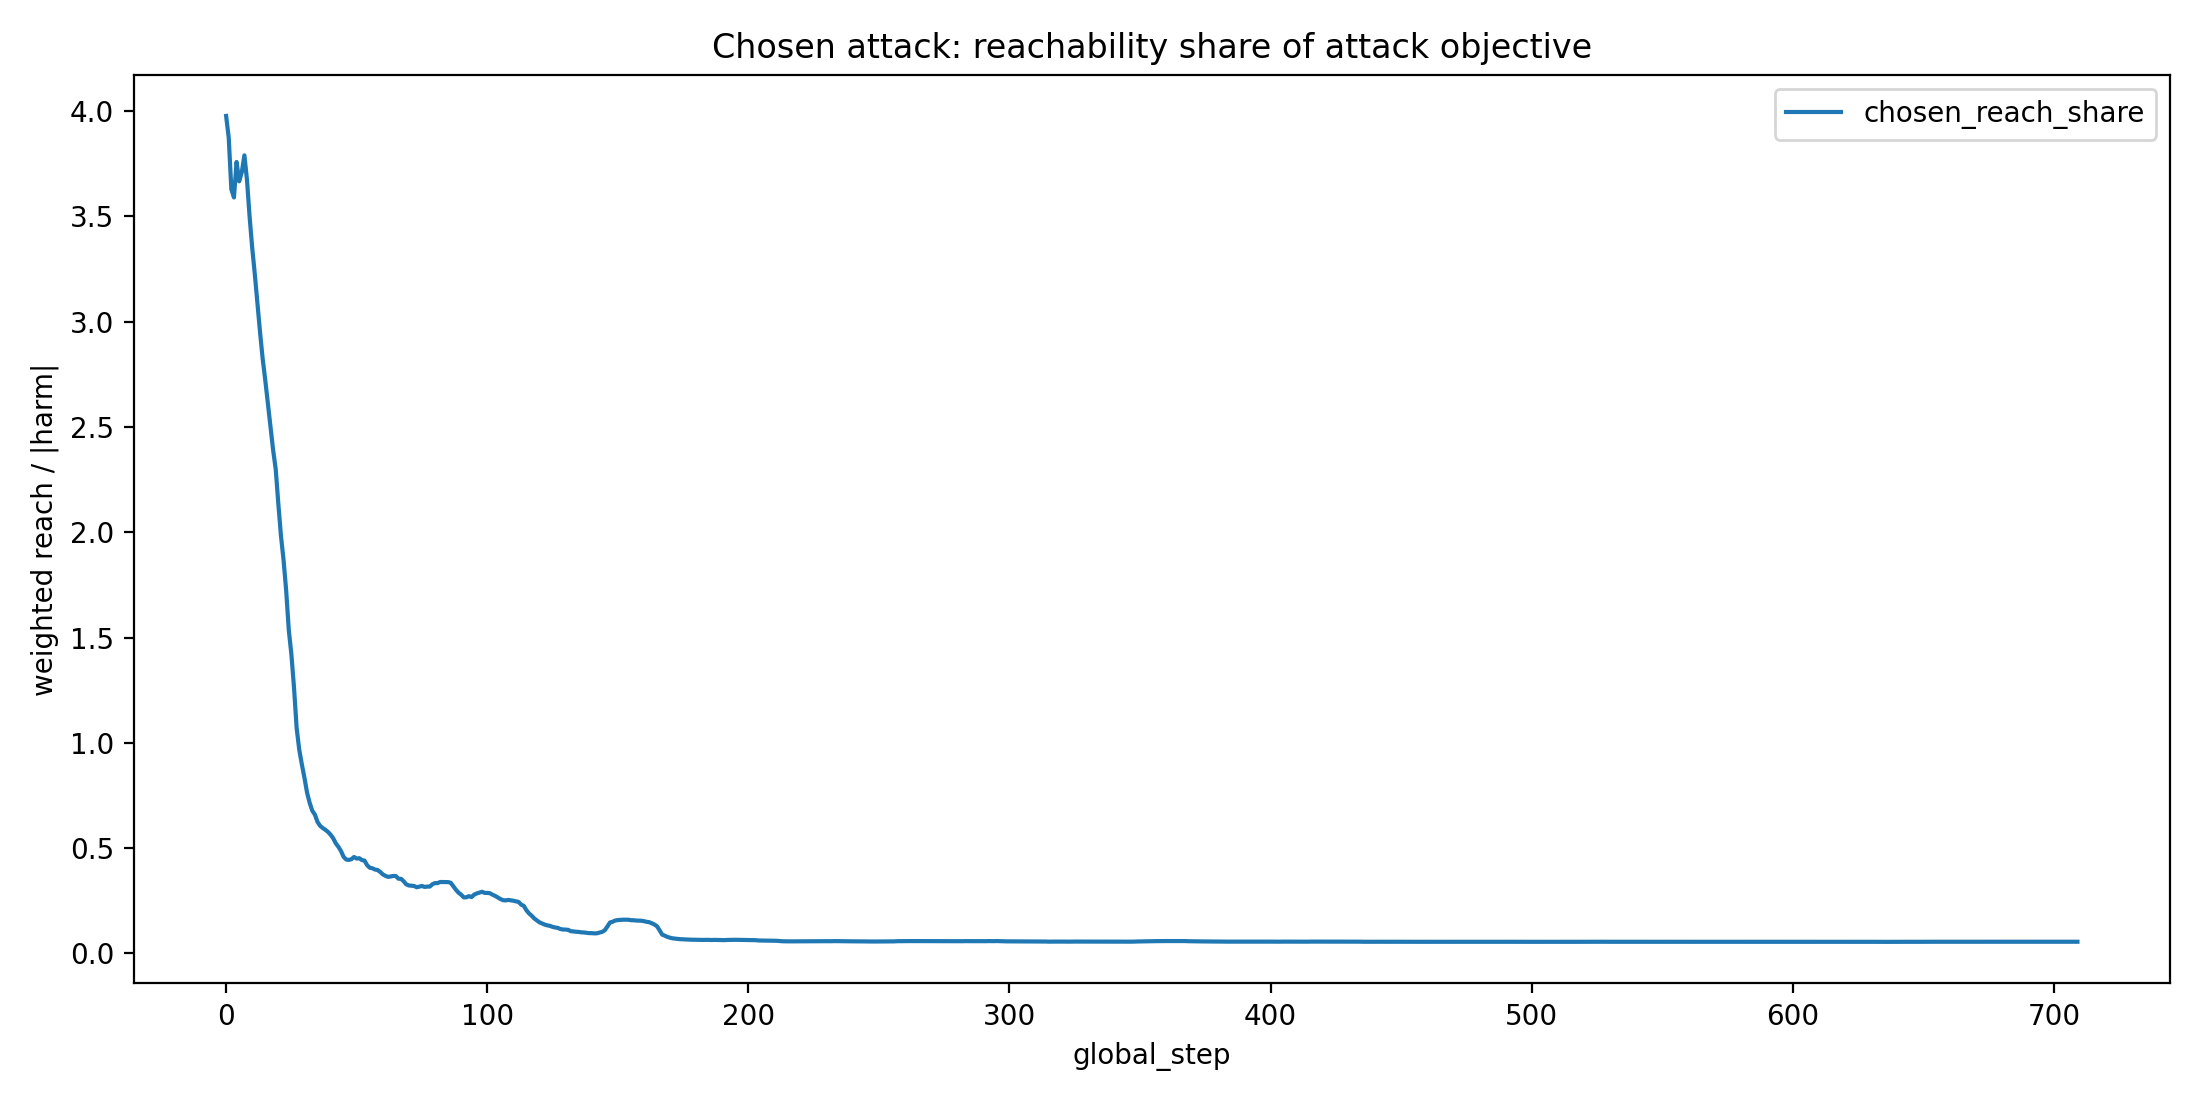 Chosen attack: reachability share of attack objective
chosen_reach_share
weighted reach / |harm|
4.0
3.5
3.0
2.5
2.0
1.5
1.0
0.5
0.0
0 100 200 300 400 500 600 700
global_step